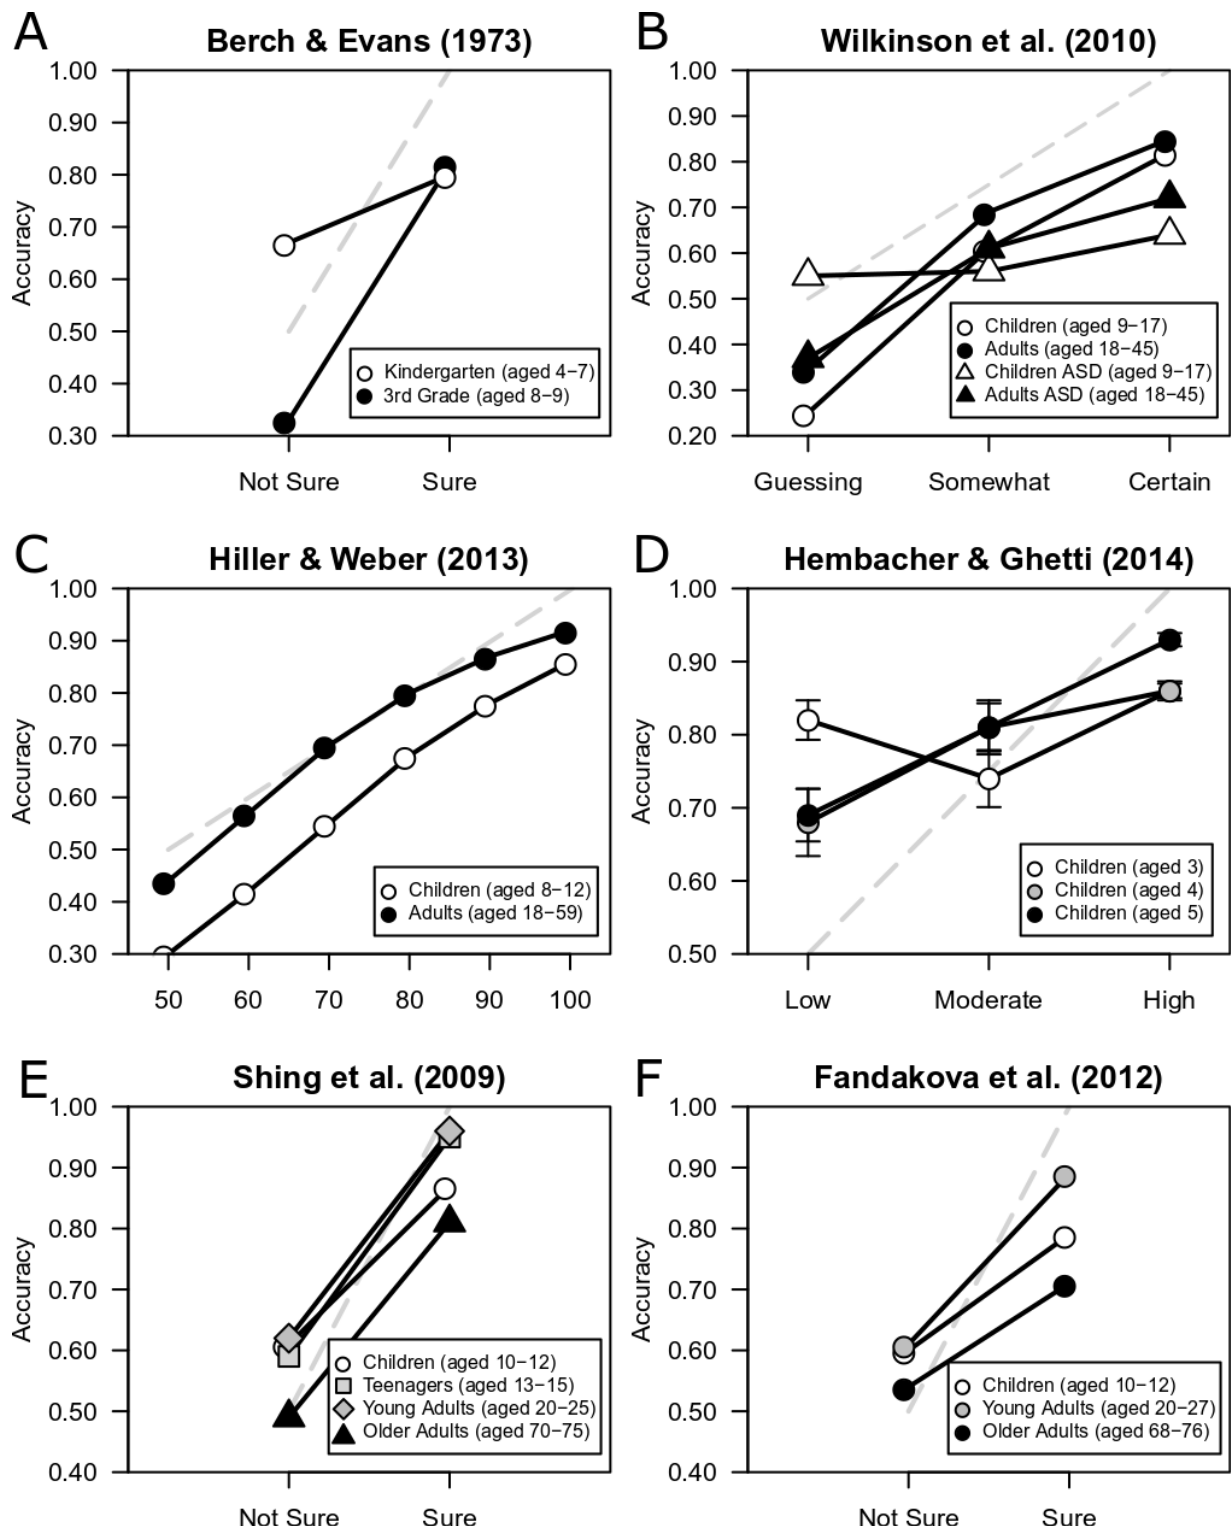 A
Berch & Evans (1973)
1.00
0.90
0.80
0.70
0.60
0.50
0.40
0.30
Accuracy
Kindergarten (aged 4−7)
3rd Grade (aged 8−9)
Not Sure
Sure
B
Wilkinson et al. (2010)
1.00
0.90
0.80
0.70
0.60
0.50
0.40
0.30
0.20
Accuracy
Children (aged 9−17)
Adults (aged 18−45)
Children ASD (aged 9−17)
Adults ASD (aged 18−45)
Guessing
Somewhat
Certain
C
Hiller & Weber (2013)
1.00
0.90
0.80
0.70
0.60
0.50
0.40
0.30
Accuracy
Children (aged 8−12)
Adults (aged 18−59)
50
60
70
80
90
100
D
Hembacher & Ghetti (2014)
1.00
0.90
0.80
0.70
0.60
0.50
Accuracy
Children (aged 3)
Children (aged 4)
Children (aged 5)
Low
Moderate
High
E
Shing et al. (2009)
1.00
0.90
0.80
0.70
0.60
0.50
0.40
Accuracy
Children (aged 10−12)
Teenagers (aged 13−15)
Young Adults (aged 20−25)
Older Adults (aged 70−75)
Not Sure
Sure
F
Fandakova et al. (2012)
1.00
0.90
0.80
0.70
0.60
0.50
0.40
Accuracy
Children (aged 10−12)
Young Adults (aged 20−27)
Older Adults (aged 68−76)
Not Sure
Sure